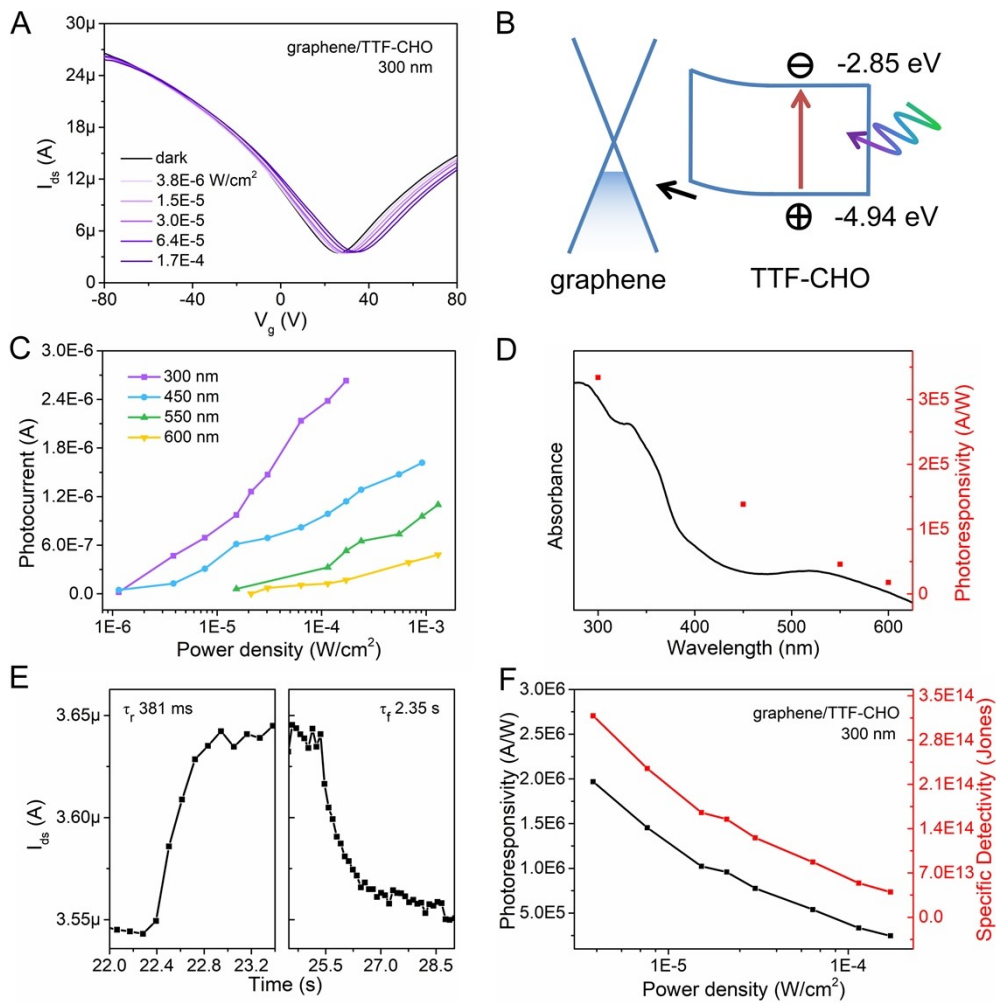 A
30µ
24µ
18µ
12µ
6µ
0
I_ds (A)
graphene/TTF-CHO
300 nm
dark
3.8E-6 W/cm²
1.5E-5
3.0E-5
6.4E-5
1.7E-4
-80 -40 0 40 80
V_g (V)
B
⊖ -2.85 eV
⊕ -4.94 eV
graphene
TTF-CHO
C
3.0E-6
2.4E-6
1.8E-6
1.2E-6
6.0E-7
0.0
Photocurrent (A)
300 nm
450 nm
550 nm
600 nm
1E-6 1E-5 1E-4 1E-3
Power density (W/cm²)
D
Absorbance
3E5
2E5
1E5
0
Photoresponsivity (A/W)
300 400 500 600
Wavelength (nm)
E
3.65µ
3.60µ
3.55µ
I_ds (A)
τ_r 381 ms
τ_f 2.35 s
22.0 22.4 22.8 23.2 25.5 27.0 28.5
Time (s)
F
3.0E6
2.5E6
2.0E6
1.5E6
1.0E6
5.0E5
Photoresponsivity (A/W)
graphene/TTF-CHO
300 nm
3.5E14
2.8E14
2.1E14
1.4E14
7.0E13
0.0
Specific Detectivity (Jones)
1E-5 1E-4
Power density (W/cm²)